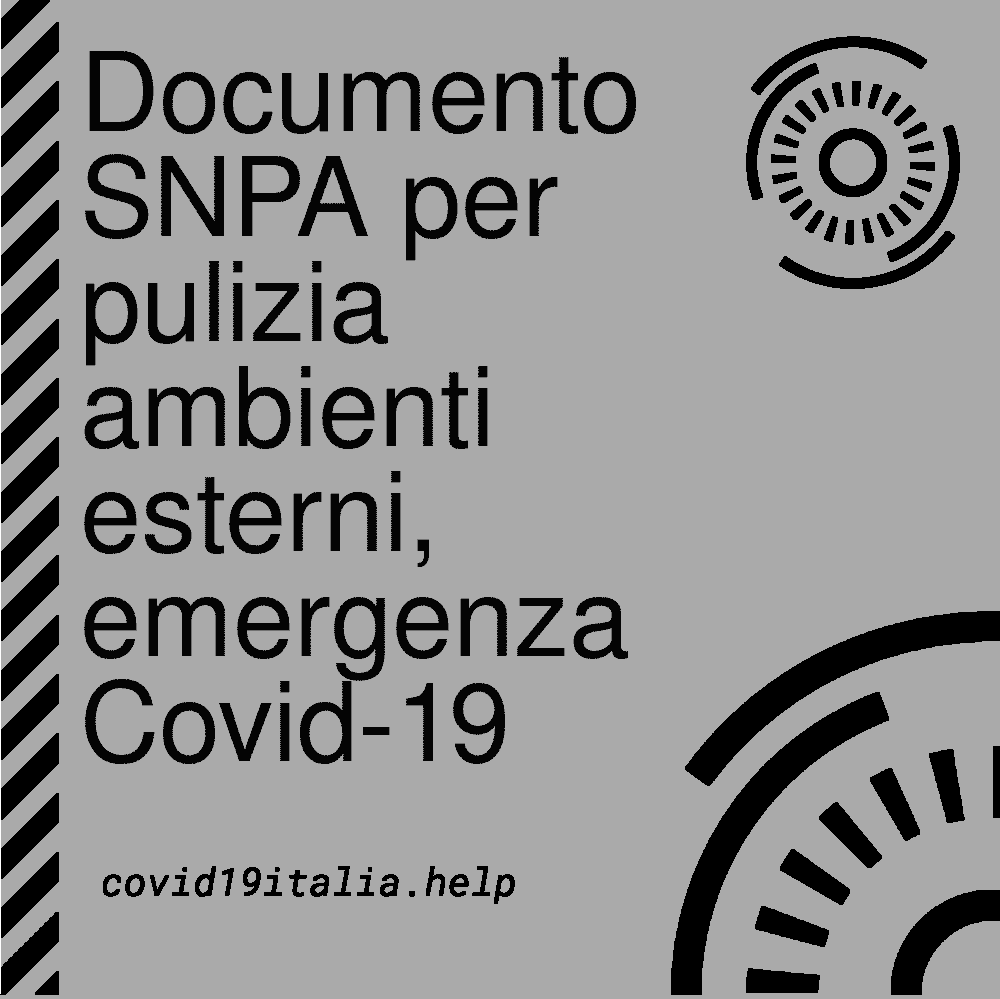 Documento
SNPA per
pulizia
ambienti
esterni,
emergenza
Covid-19
covid19italia.help